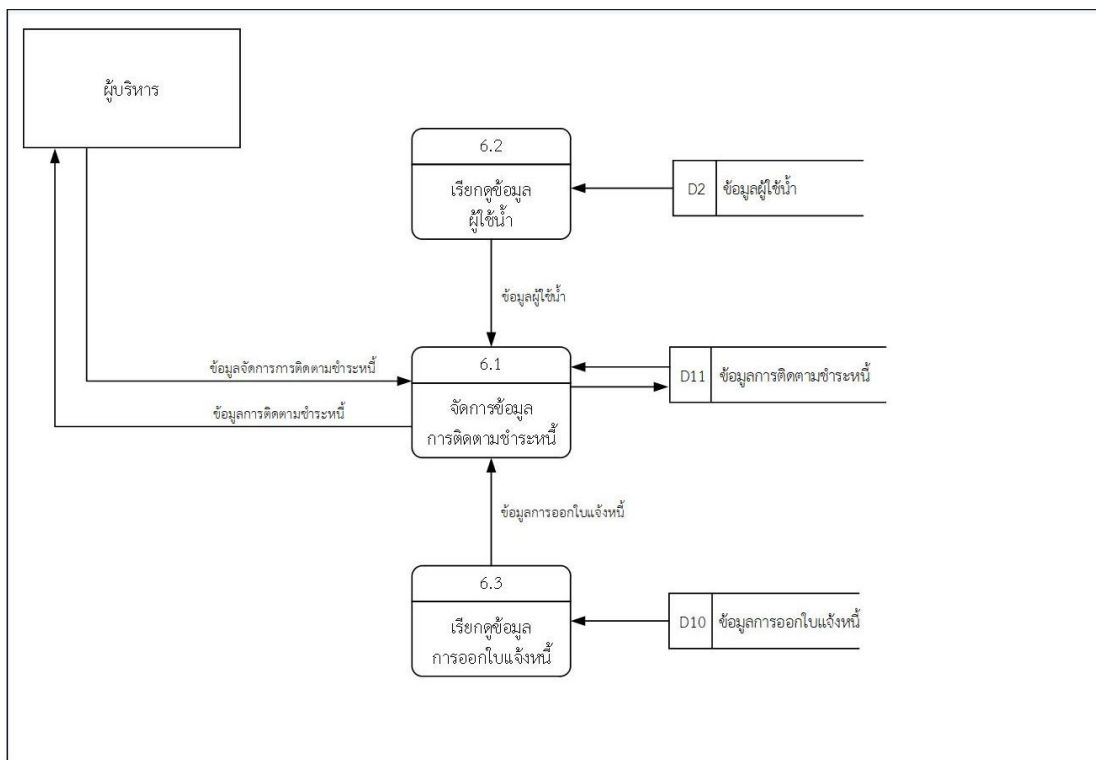 ผู้บริหาร
6.2
เรียกดูข้อมูล
ผู้ใช้น้ำ
D2
ข้อมูลผู้ใช้น้ำ
ข้อมูลผู้ใช้น้ำ
ข้อมูลจัดการการติดตามชำระหนี้
ข้อมูลการติดตามชำระหนี้
6.1
จัดการข้อมูล
การติดตามชำระหนี้
D11
ข้อมูลการติดตามชำระหนี้
ข้อมูลการออกใบแจ้งหนี้
6.3
เรียกดูข้อมูล
การออกใบแจ้งหนี้
D10
ข้อมูลการออกใบแจ้งหนี้